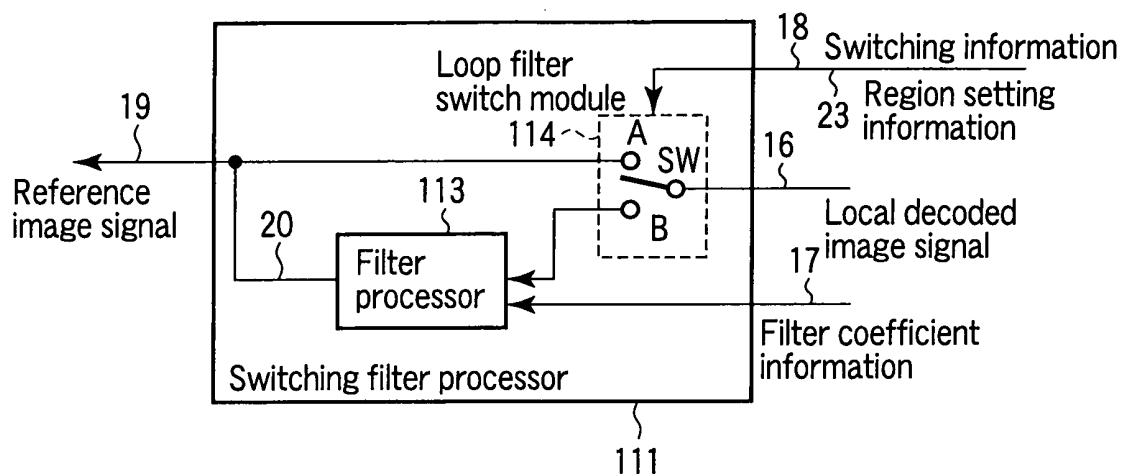 18
Switching information
Loop filter
switch module
23
Region setting
information
19
114
A
SW
16
Reference
image signal
113
B
Local decoded
image signal
20
Filter
processor
17
Filter coefficient
information
Switching filter processor
111